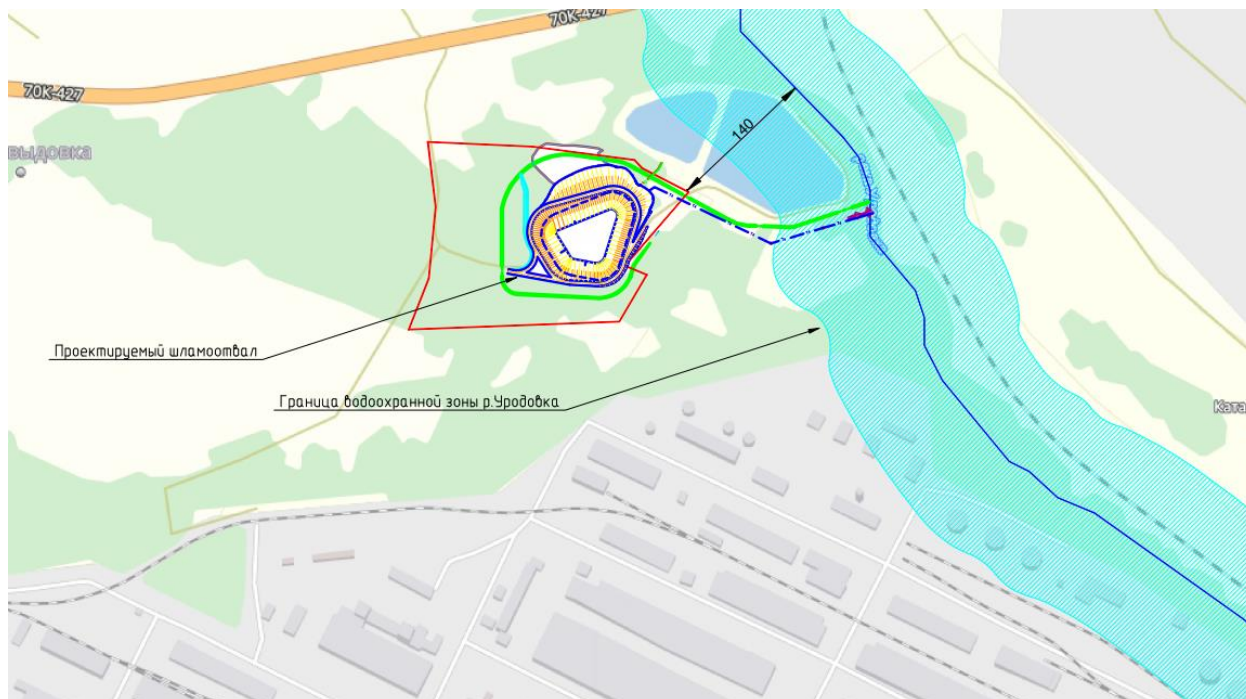 70К-427
70К-427
140
выдовка
Проектируемый шламоотвал
Граница водоохранной зоны р.Уродовка
Ката